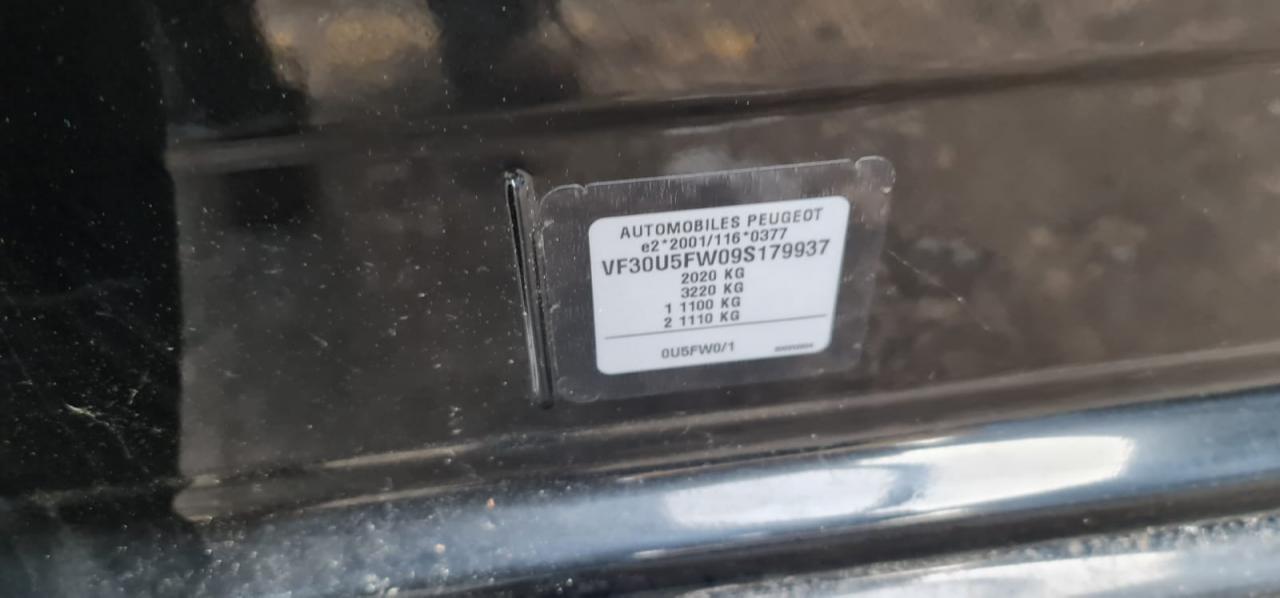 AUTOMOBILES PEUGEOT
e2*2001/116*0377
VF30U5FW09S179937
2020 KG
3220 KG
1 1100 KG
2 1110 KG
0U5FW0/1